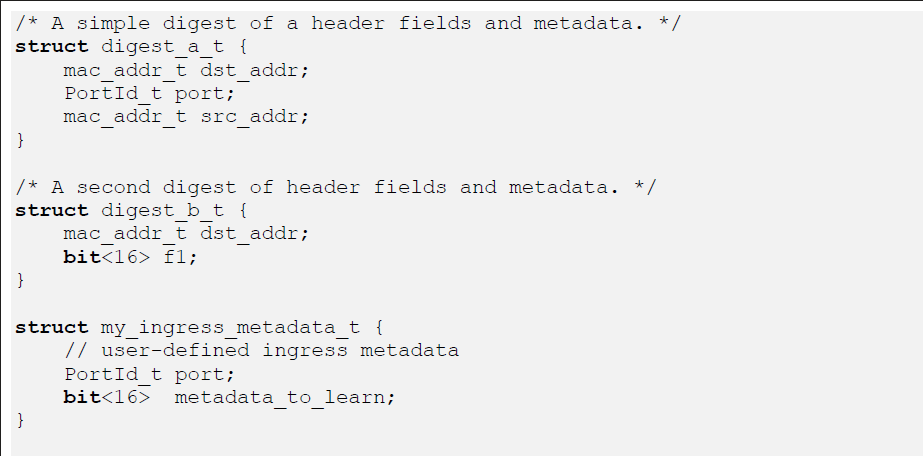 /* A simple digest of a header fields and metadata. */
struct digest_a_t {
    mac_addr_t dst_addr;
    PortId_t port;
    mac_addr_t src_addr;
}

/* A second digest of header fields and metadata. */
struct digest_b_t {
    mac_addr_t dst_addr;
    bit<16> f1;
}

struct my_ingress_metadata_t {
    // user-defined ingress metadata
    PortId_t port;
    bit<16>  metadata_to_learn;
}